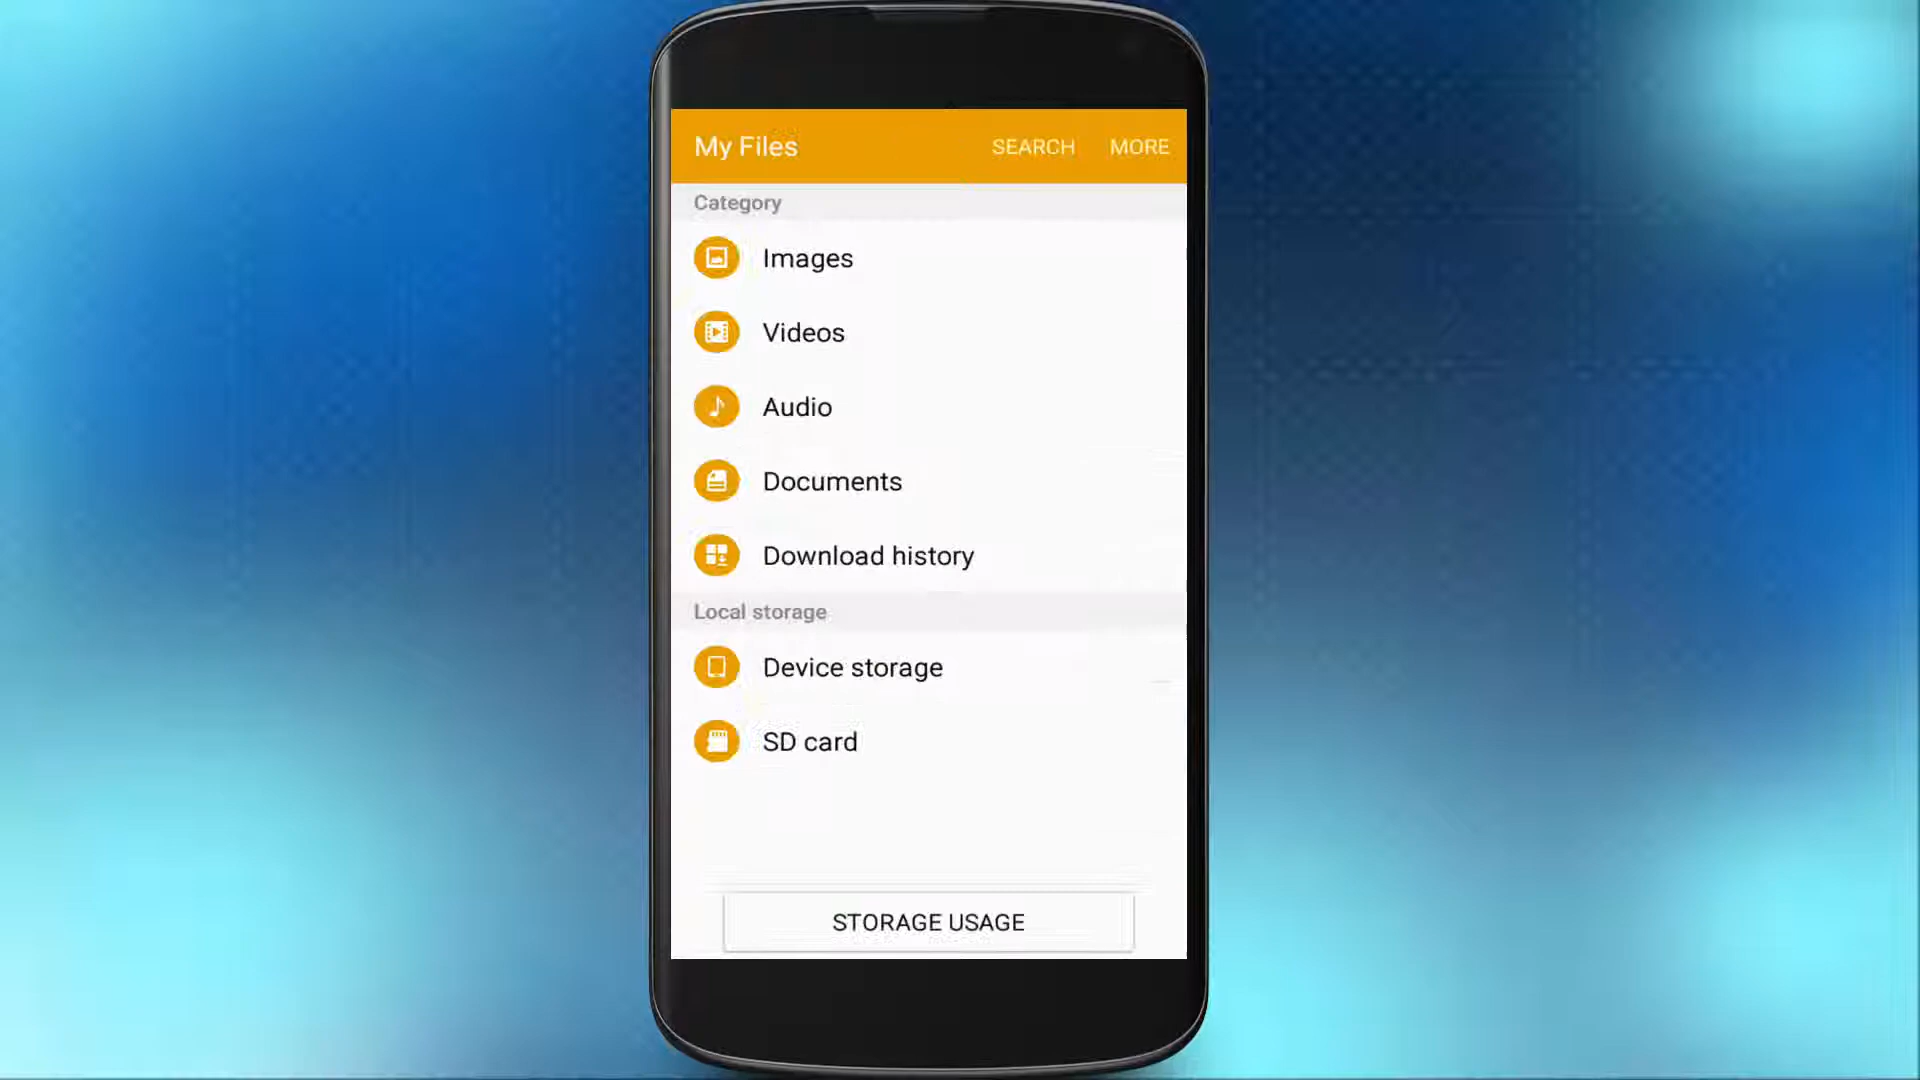 My Files SEARCH MORE
Category
Images
Videos
Audio
Documents
Download history
Local storage
Device storage
SD card
STORAGE USAGE